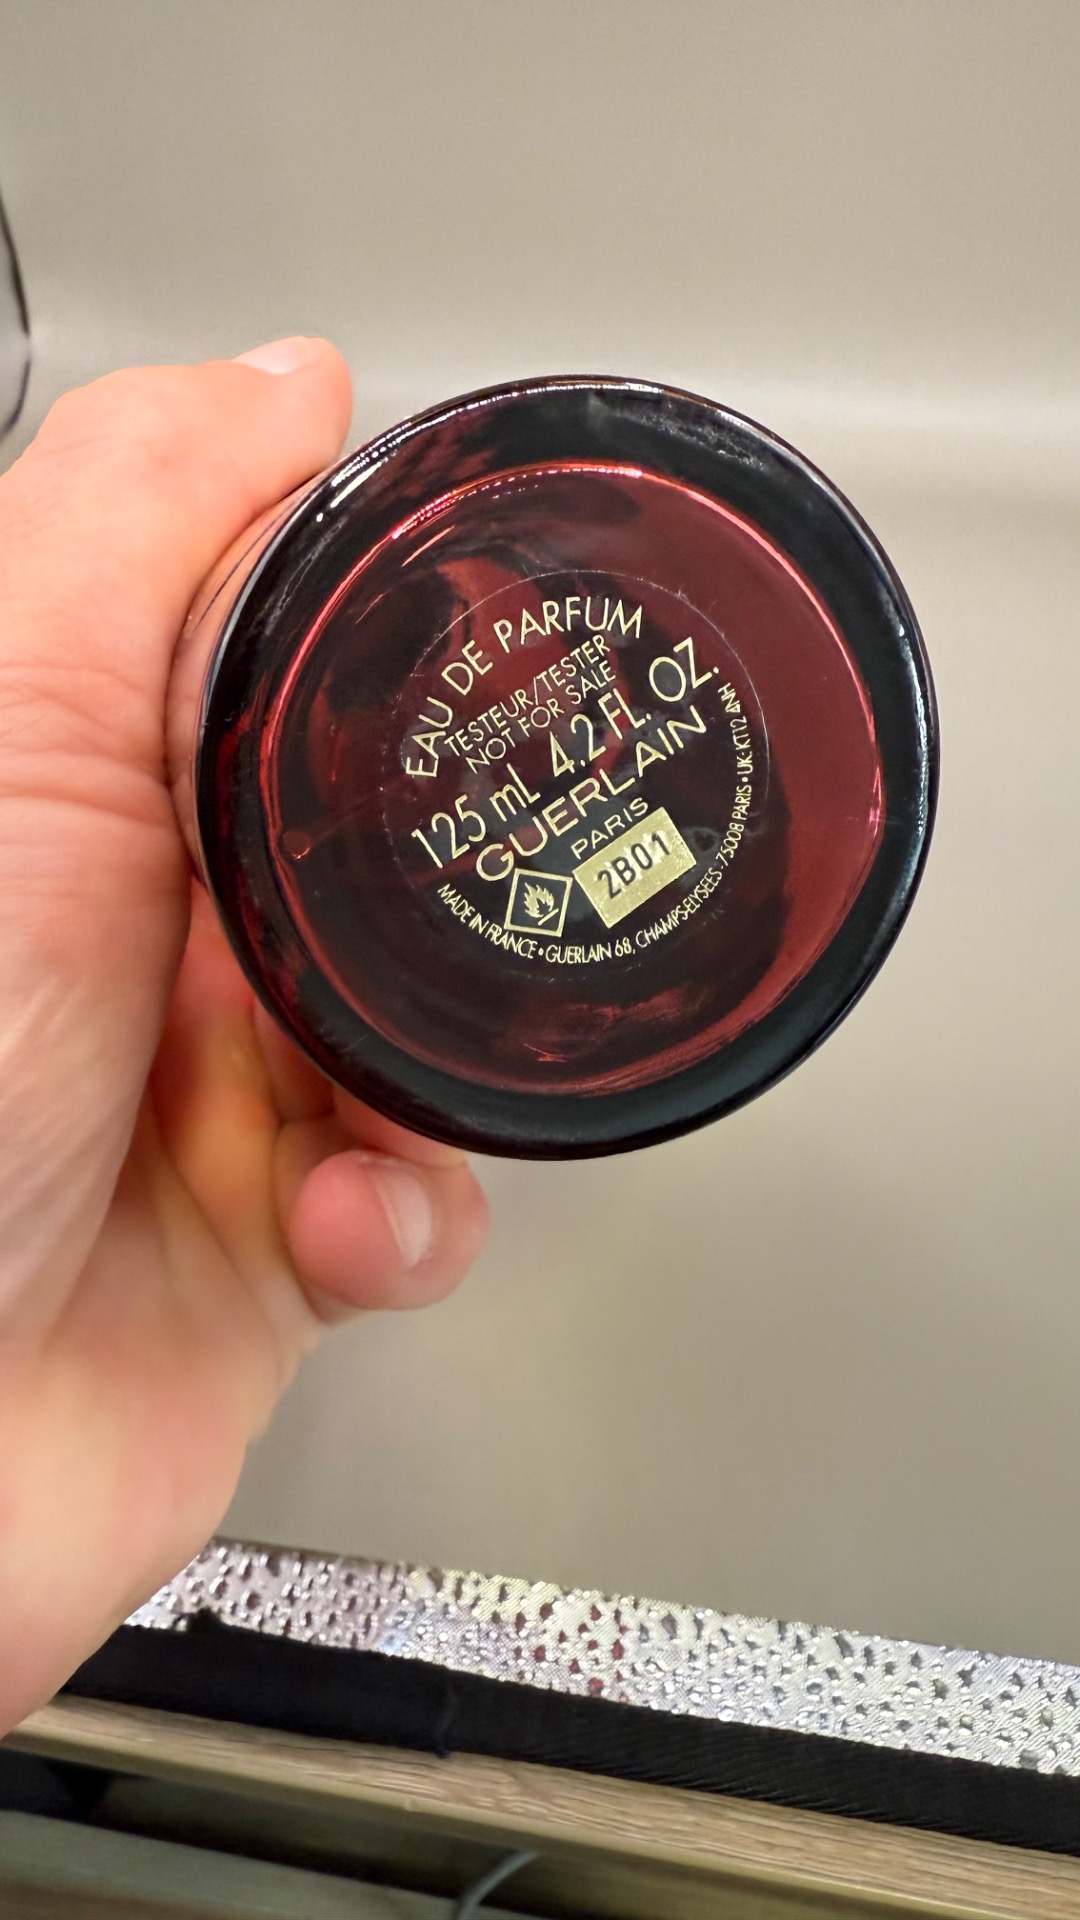 EAU DE PARFUM
TESTEUR/TESTER
NOT FOR SALE
125 mL 4.2 FL. OZ.
GUERLAIN
PARIS
2B01
MADE IN FRANCE • GUERLAIN 68, CHAMPS-ELYSEES - 75008 PARIS • UK: KT12 4NH